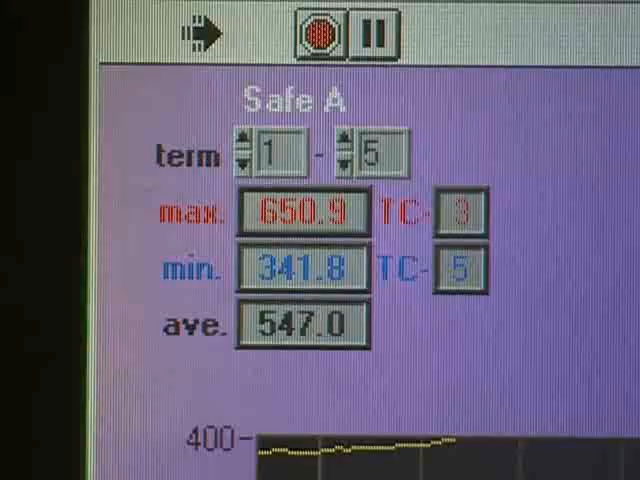 Safe A
term 1 - 5
max. 650.9 TC- 3
min. 341.8 TC- 5
ave. 547.0
400